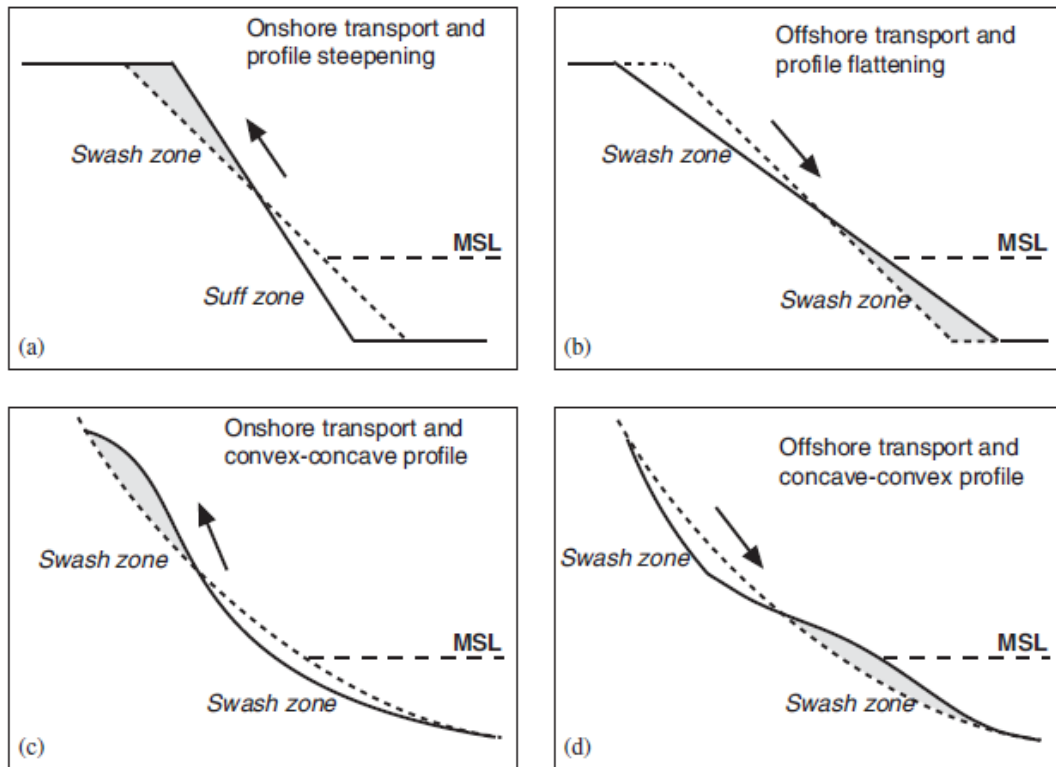 Onshore transport and
profile steepening
Swash zone
MSL
Suff zone
(a)
Offshore transport and
profile flattening
Swash zone
MSL
Swash zone
(b)
Onshore transport and
convex-concave profile
Swash zone
MSL
Swash zone
(c)
Offshore transport and
concave-convex profile
Swash zone
MSL
Swash zone
(d)